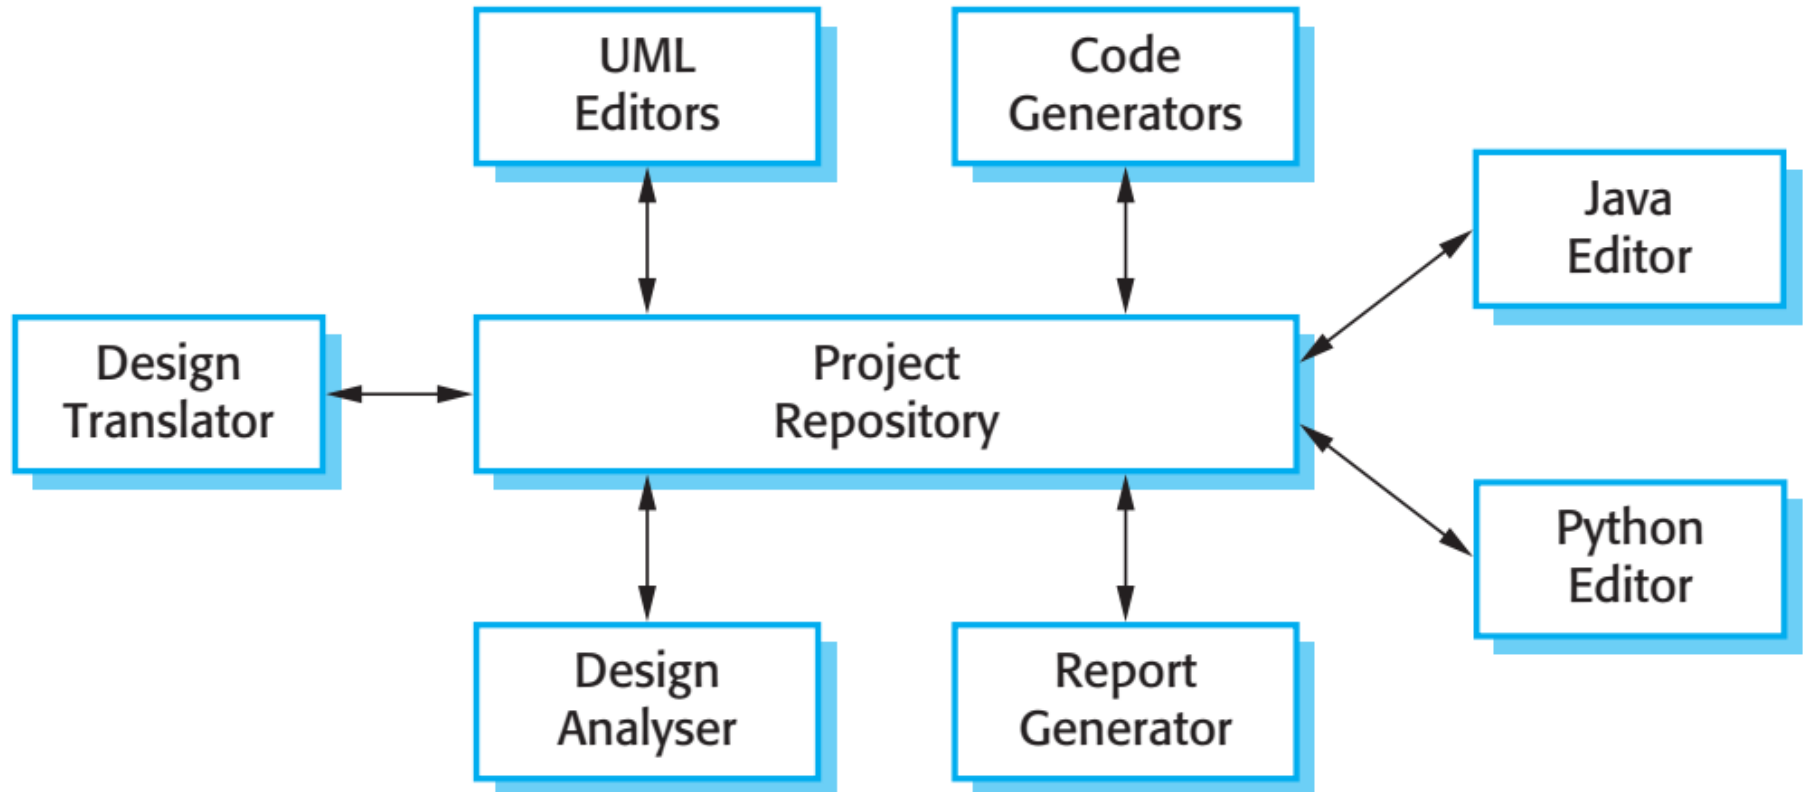 UML
Editors
Code
Generators
Java
Editor
Design
Translator
Project
Repository
Python
Editor
Design
Analyser
Report
Generator